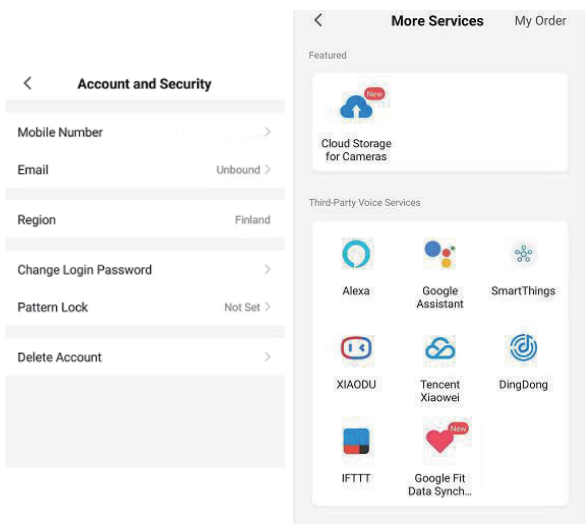 Account and Security
Mobile Number
Email Unbound
Region Finland
Change Login Password
Pattern Lock Not Set
Delete Account
More Services My Order
Featured
New
Cloud Storage
for Cameras
Third-Party Voice Services
Alexa Google
Assistant SmartThings
XIAODU Tencent
Xiaowei DingDong
New
IFTTT Google Fit
Data Synch...